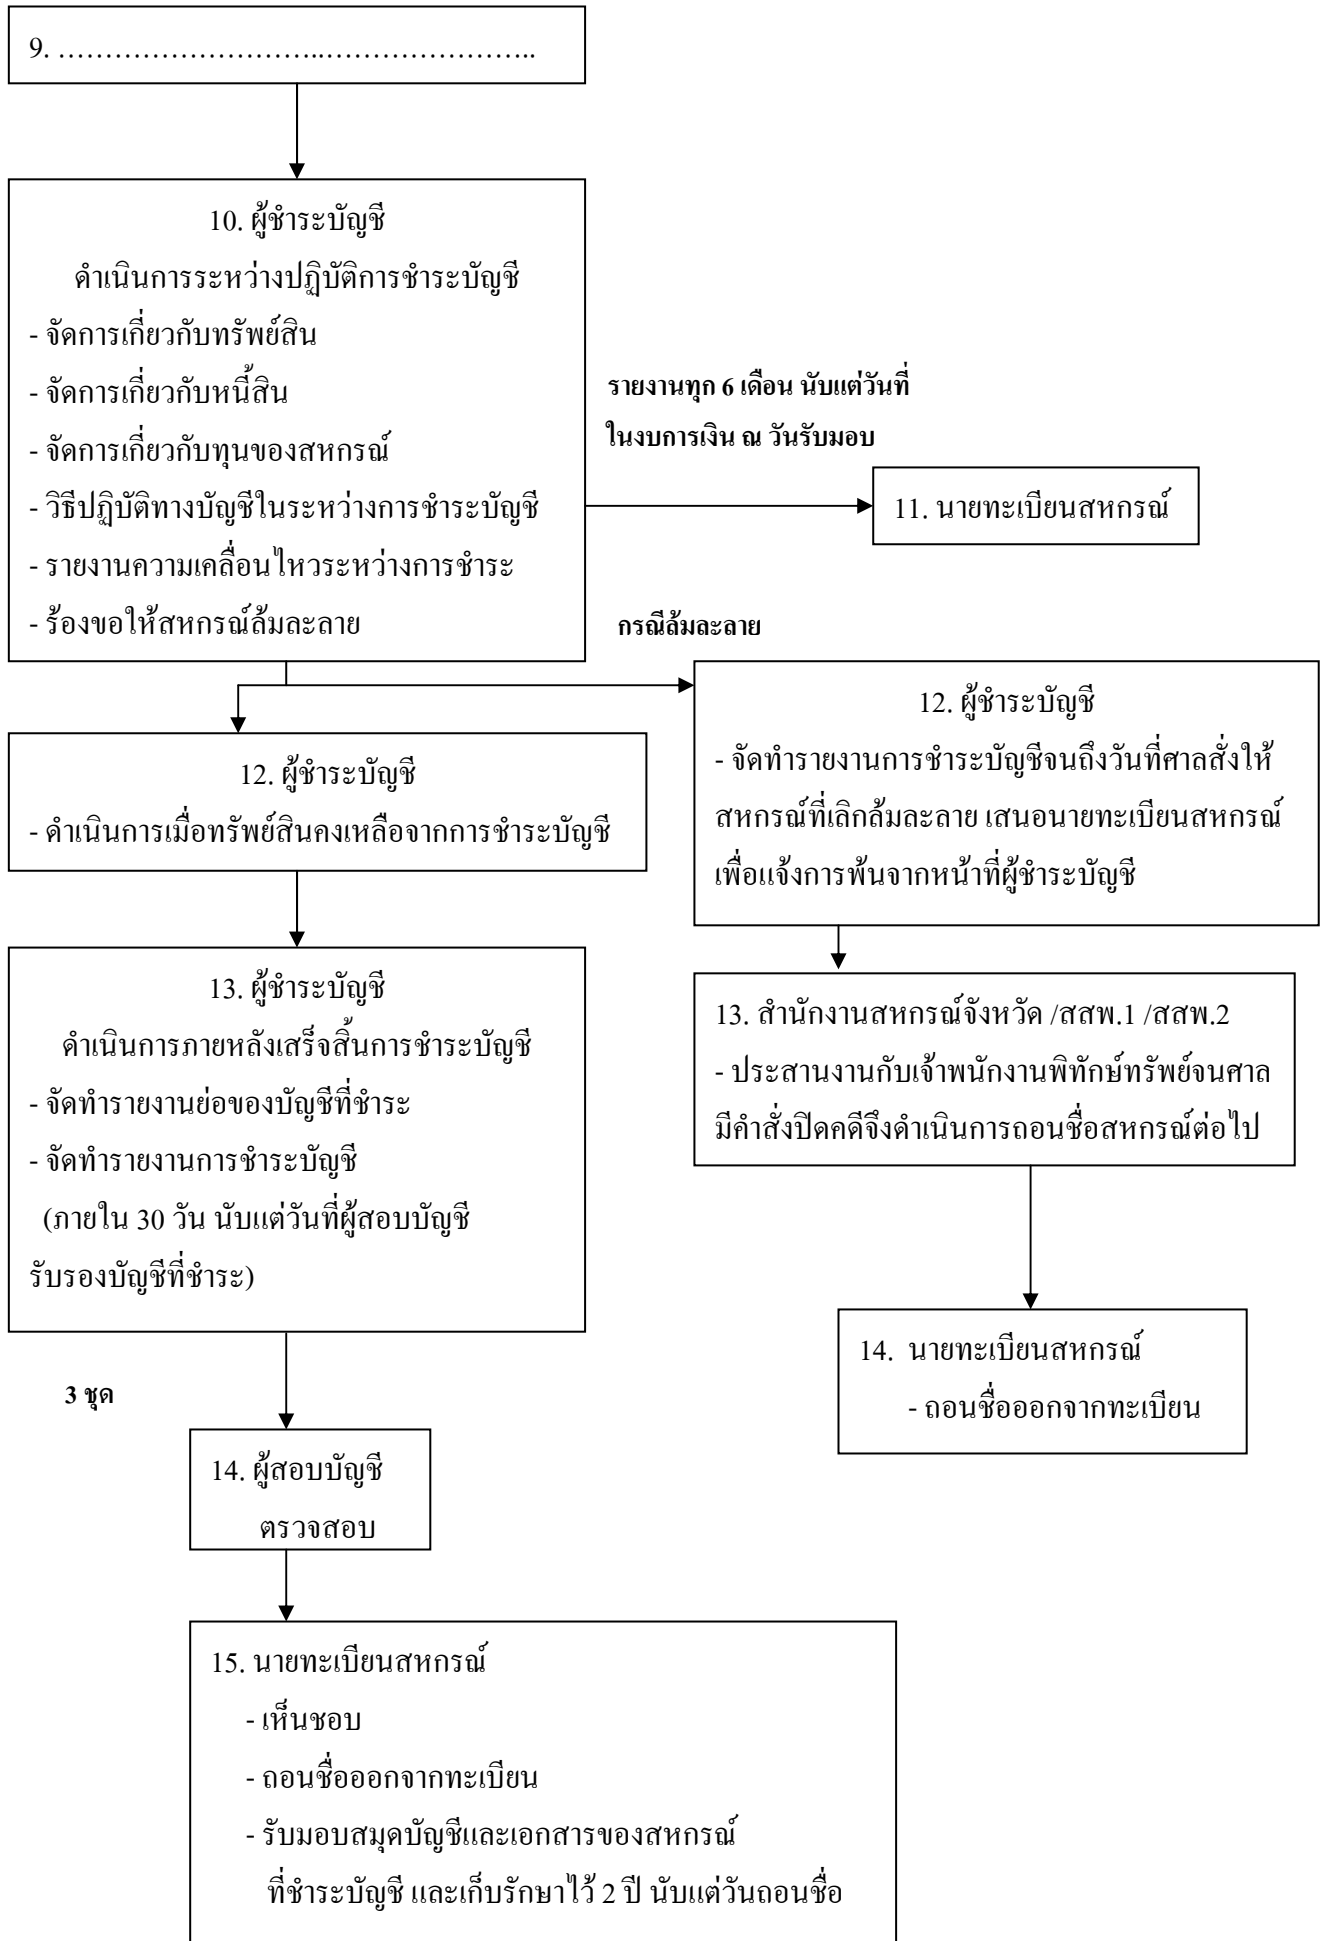 9. ………………………..…………………..
10. ผู้ชำระบัญชี
ดำเนินการระหว่างปฏิบัติการชำระบัญชี
- จัดการเกี่ยวกับทรัพย์สิน
- จัดการเกี่ยวกับหนี้สิน
- จัดการเกี่ยวกับทุนของสหกรณ์
- วิธีปฏิบัติทางบัญชีในระหว่างการชำระบัญชี
- รายงานความเคลื่อนไหวระหว่างการชำระ
- ร้องขอให้สหกรณ์ล้มละลาย
รายงานทุก 6 เดือน นับแต่วันที่
ในงบการเงิน ณ วันรับมอบ
11. นายทะเบียนสหกรณ์
กรณีล้มละลาย
12. ผู้ชำระบัญชี
- ดำเนินการเมื่อทรัพย์สินคงเหลือจากการชำระบัญชี
12. ผู้ชำระบัญชี
- จัดทำรายงานการชำระบัญชีจนถึงวันที่ศาลสั่งให้
สหกรณ์ที่เลิกล้มละลาย เสนอนายทะเบียนสหกรณ์
เพื่อแจ้งการพ้นจากหน้าที่ผู้ชำระบัญชี
13. ผู้ชำระบัญชี
ดำเนินการภายหลังเสร็จสิ้นการชำระบัญชี
- จัดทำรายงานย่อของบัญชีที่ชำระ
- จัดทำรายงานการชำระบัญชี
(ภายใน 30 วัน นับแต่วันที่ผู้สอบบัญชี
รับรองบัญชีที่ชำระ)
13. สำนักงานสหกรณ์จังหวัด /สสพ.1 /สสพ.2
- ประสานงานกับเจ้าพนักงานพิทักษ์ทรัพย์จนศาล
มีคำสั่งปิดคดีจึงดำเนินการถอนชื่อสหกรณ์ต่อไป
14. นายทะเบียนสหกรณ์
- ถอนชื่อออกจากทะเบียน
3 ชุด
14. ผู้สอบบัญชี
ตรวจสอบ
15. นายทะเบียนสหกรณ์
- เห็นชอบ
- ถอนชื่อออกจากทะเบียน
- รับมอบสมุดบัญชีและเอกสารของสหกรณ์
ที่ชำระบัญชี และเก็บรักษาไว้ 2 ปี นับแต่วันถอนชื่อ